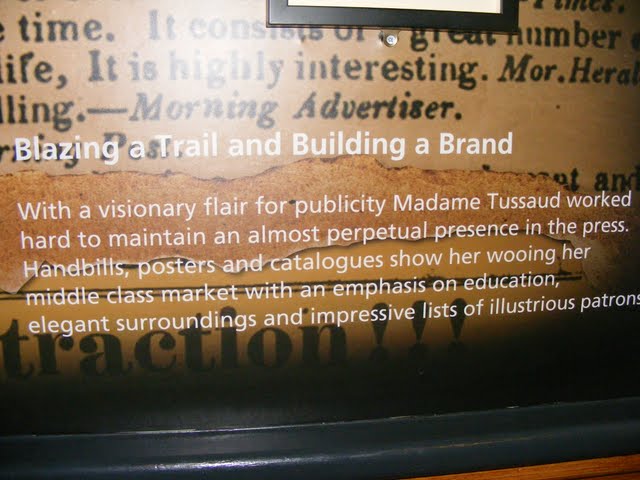 Times.
e time. It consists of a great number
life, It is highly interesting. Mor. Heral
lling.—Morning Advertiser.
Blazing a Trail and Building a Brand
and
With a visionary flair for publicity Madame Tussaud worked
hard to maintain an almost perpetual presence in the press.
Handbills, posters and catalogues show her wooing her
middle class market with an emphasis on education,
elegant surroundings and impressive lists of illustrious patrons
traction!!!